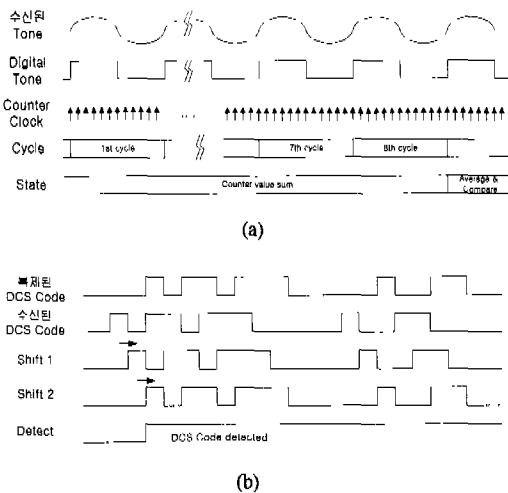 수신된
Tone
Digital
Tone
Counter
Clock
...
Cycle
1st cycle
7th cycle
8th cycle
State
Counter value sum
Average &
Compare
(a)
복제된
DCS Code
수신된
DCS Code
Shift 1
Shift 2
Detect
DCS Code detected
(b)